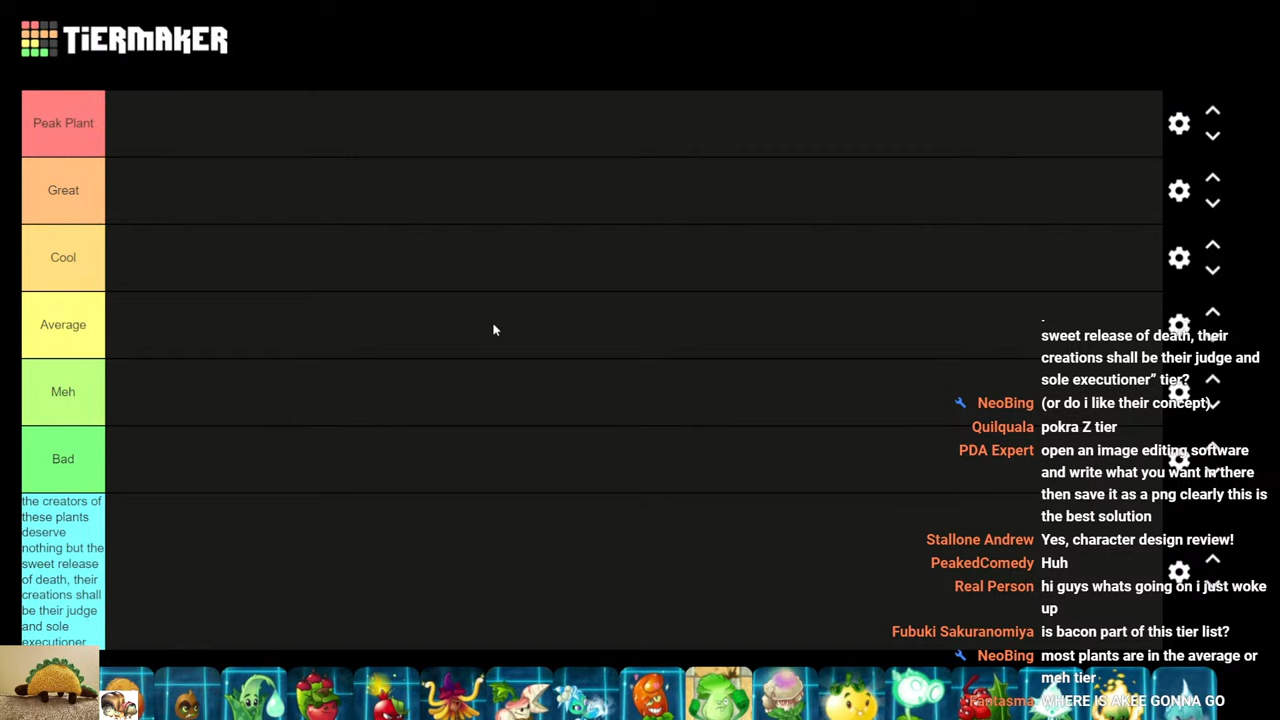 TIERMAKER
Peak Plant
Great
Cool
Average
Meh
Bad
the creators of
these plants
deserve
nothing but the
sweet release
of death, their
creations shall
be their judge
and sole
executioner
sweet release of death, their
creations shall be their judge and
sole executioner” tier?
NeoBing (or do i like their concept)
Quilquala pokra Z tier
PDA Expert open an image editing software
and write what you want in there
then save it as a png clearly this is
the best solution
Stallone Andrew Yes, character design review!
PeakedComedy Huh
Real Person hi guys whats going on i just woke
up
Fubuki Sakuranomiya is bacon part of this tier list?
NeoBing most plants are in the average or
meh tier
Fantasma WHERE IS AKEE GONNA GO